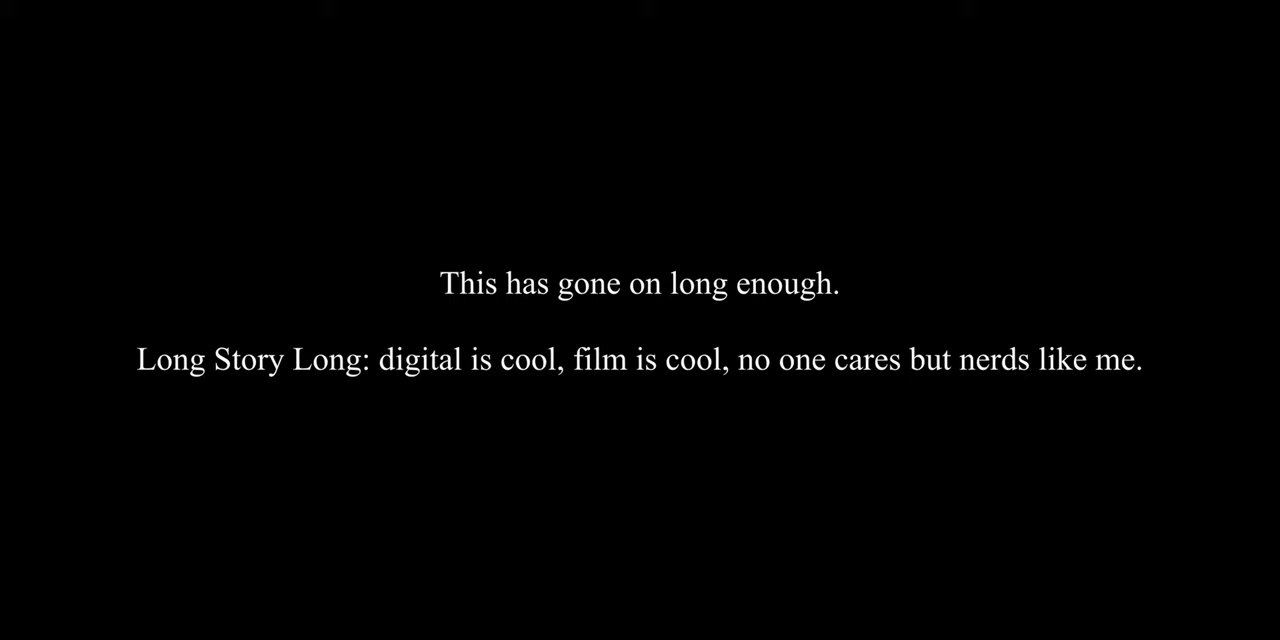 This has gone on long enough.
Long Story Long: digital is cool, film is cool, no one cares but nerds like me.